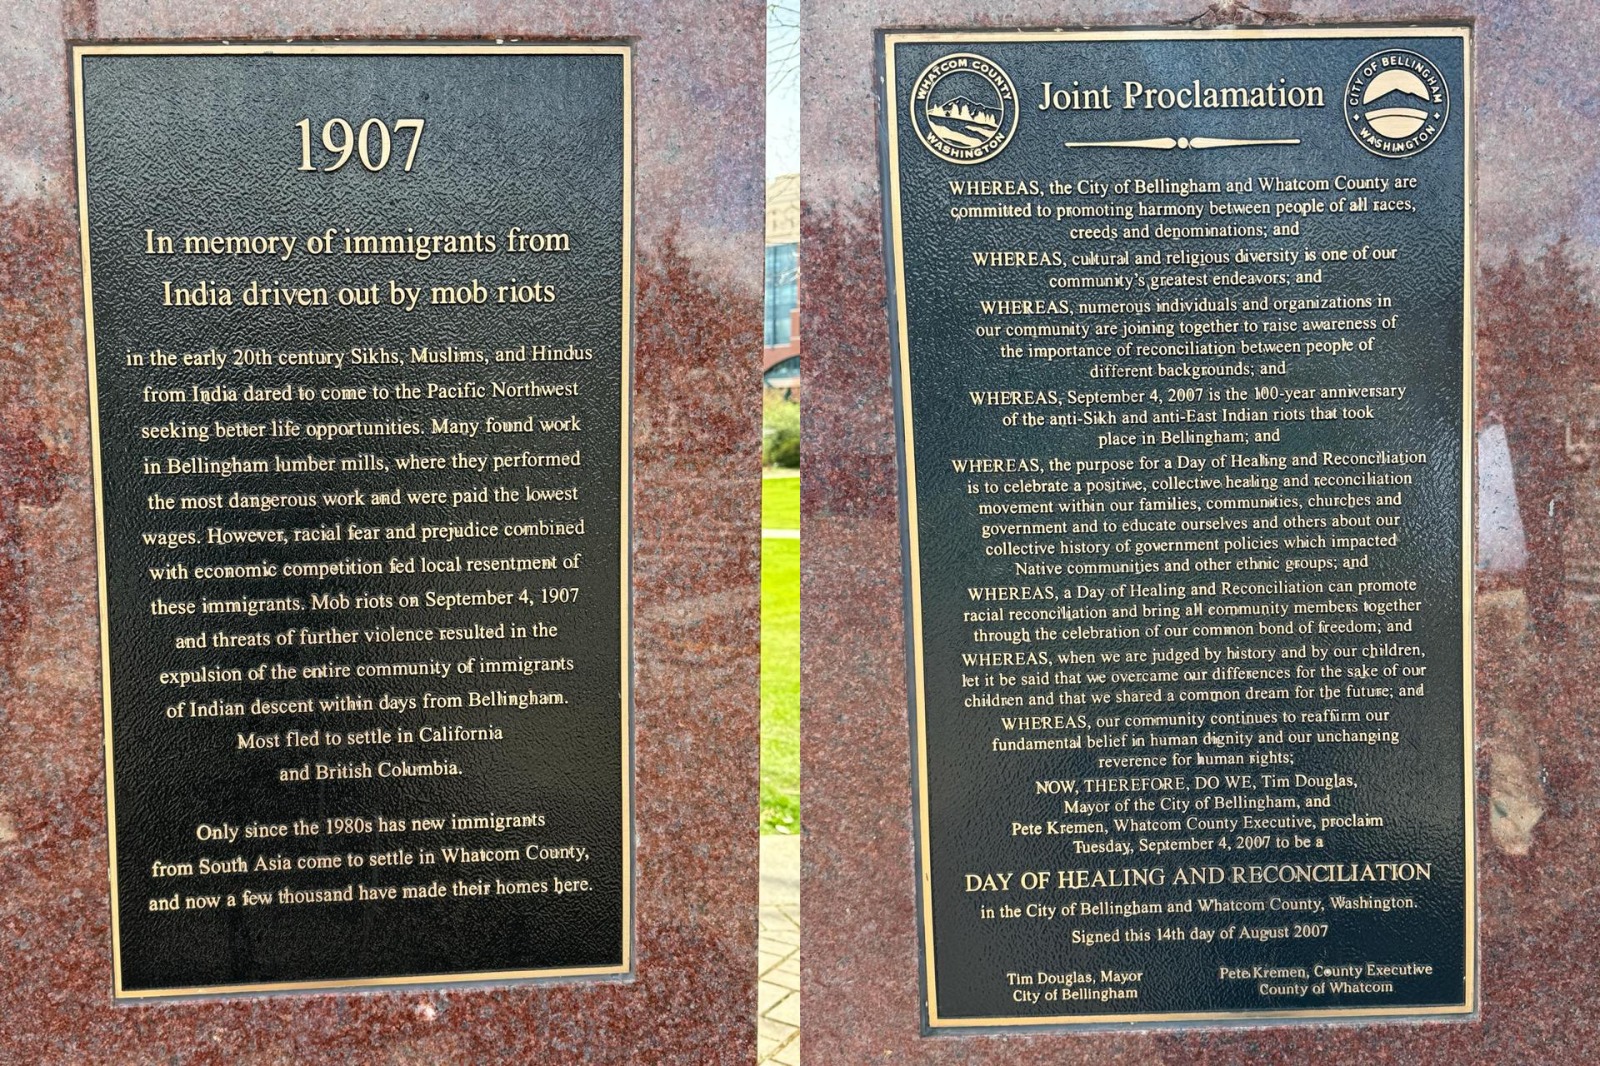 1907
In memory of immigrants from
India driven out by mob riots
in the early 20th century Sikhs, Muslims, and Hindus
from India dared to come to the Pacific Northwest
seeking better life opportunities. Many found work
in Bellingham lumber mills, where they performed
the most dangerous work and were paid the lowest
wages. However, racial fear and prejudice combined
with economic competition fed local resentment of
these immigrants. Mob riots on September 4, 1907
and threats of further violence resulted in the
expulsion of the entire community of immigrants
of Indian descent within days from Bellingham.
Most fled to settle in California
and British Columbia.
Only since the 1980s has new immigrants
from South Asia come to settle in Whatcom County,
and now a few thousand have made their homes here.
WHATCOM COUNTY
WASHINGTON
Joint Proclamation
CITY OF BELLINGHAM
WASHINGTON
WHEREAS, the City of Bellingham and Whatcom County are
committed to promoting harmony between people of all races,
creeds and denominations; and
WHEREAS, cultural and religious diversity is one of our
community's greatest endeavors; and
WHEREAS, numerous individuals and organizations in
our community are joining together to raise awareness of
the importance of reconciliation between people of
different backgrounds; and
WHEREAS, September 4, 2007 is the 100-year anniversary
of the anti-Sikh and anti-East Indian riots that took
place in Bellingham; and
WHEREAS, the purpose for a Day of Healing and Reconciliation
is to celebrate a positive, collective healing and reconciliation
movement within our families, communities, churches and
government and to educate ourselves and others about our
collective history of government policies which impacted
Native communities and other ethnic groups; and
WHEREAS, a Day of Healing and Reconciliation can promote
racial reconciliation and bring all community members together
through the celebration of our common bond of freedom; and
WHEREAS, when we are judged by history and by our children,
let it be said that we overcame our differences for the sake of our
children and that we shared a common dream for the future; and
WHEREAS, our community continues to reaffirm our
fundamental belief in human dignity and our unchanging
reverence for human rights;
NOW, THEREFORE, DO WE, Tim Douglas,
Mayor of the City of Bellingham, and
Pete Kremen, Whatcom County Executive, proclaim
Tuesday, September 4, 2007 to be a
DAY OF HEALING AND RECONCILIATION
in the City of Bellingham and Whatcom County, Washington.
Signed this 14th day of August 2007
Tim Douglas, Mayor
City of Bellingham
Pete Kremen, County Executive
County of Whatcom